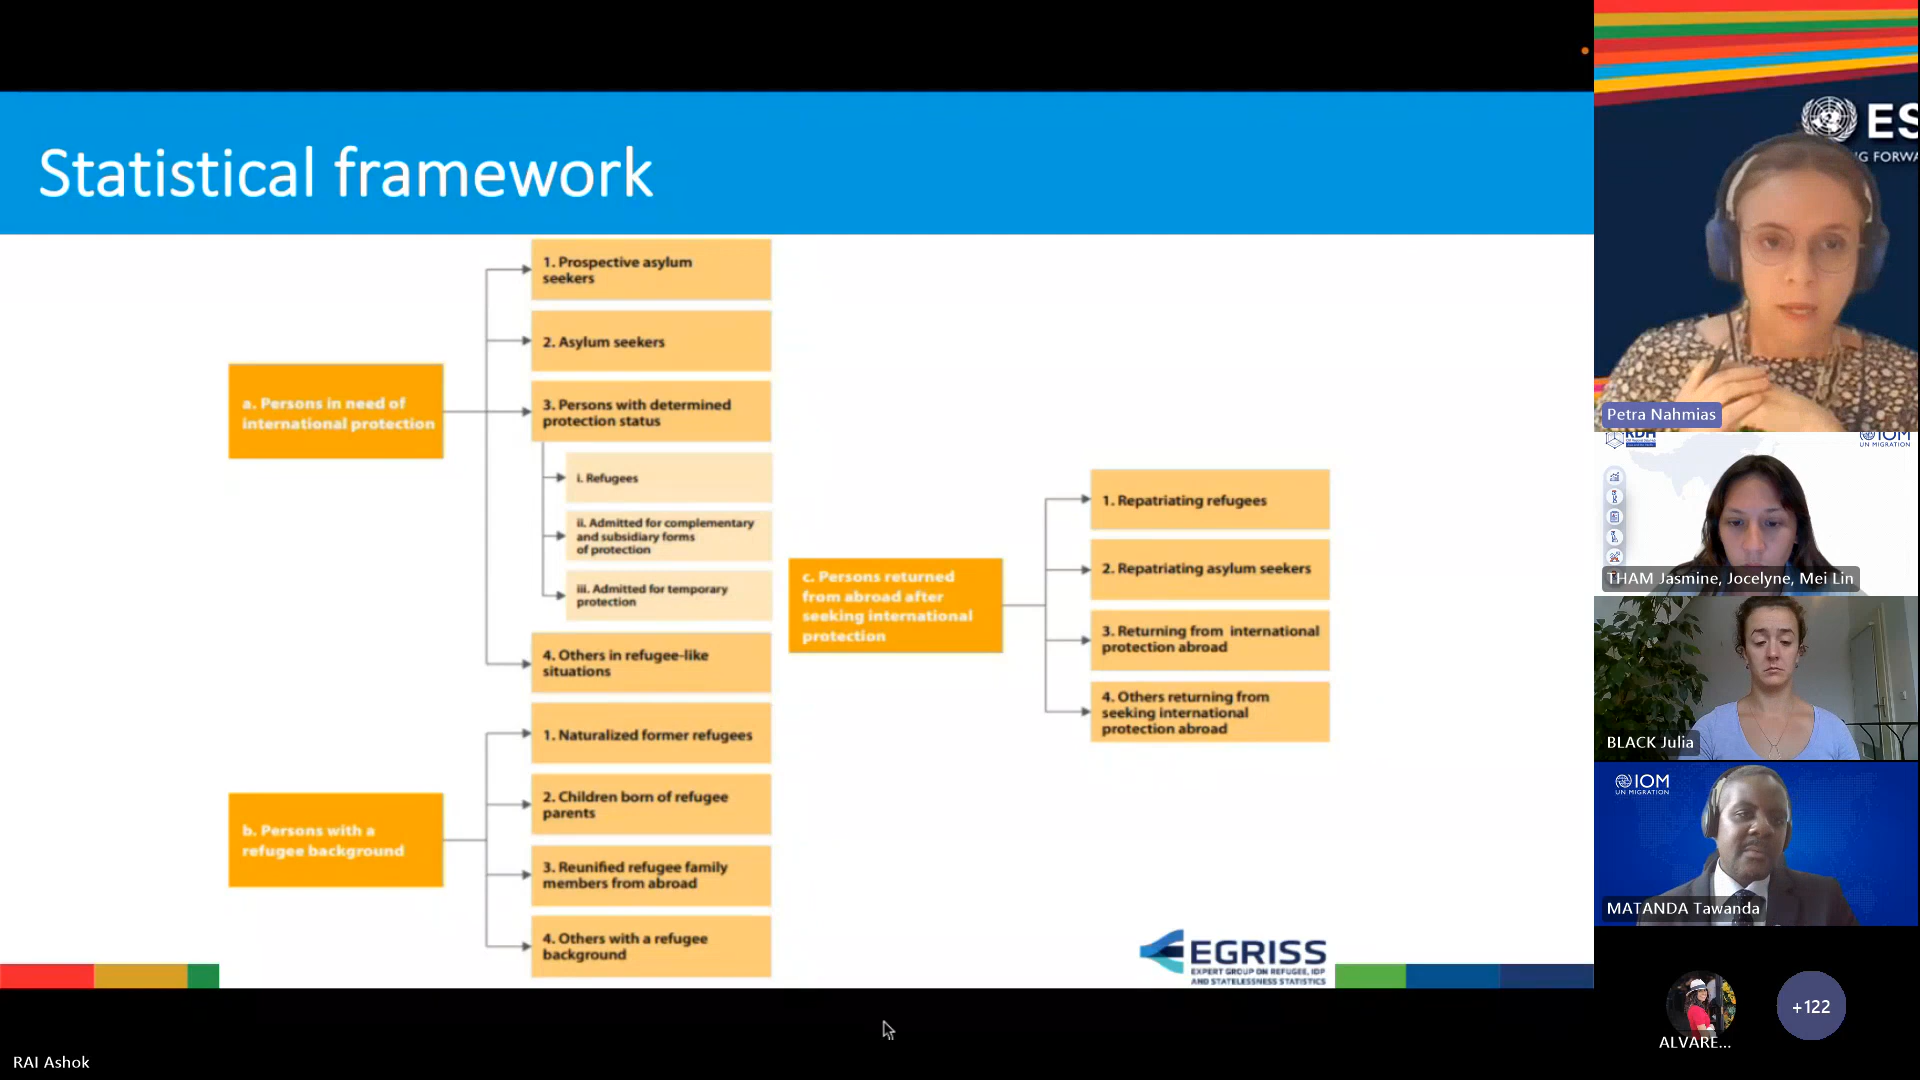 Statistical framework
a. Persons in need of
international protection
1. Prospective asylum
seekers
2. Asylum seekers
3. Persons with determined
protection status
i. Refugees
ii. Admitted for complementary
and subsidiary forms
of protection
iii. Admitted for temporary
protection
4. Others in refugee-like
situations
b. Persons with a
refugee background
1. Naturalized former refugees
2. Children born of refugee
parents
3. Reunified refugee family
members from abroad
4. Others with a refugee
background
c. Persons returned
from abroad after
seeking international
protection
1. Repatriating refugees
2. Repatriating asylum seekers
3. Returning from international
protection abroad
4. Others returning from
seeking international
protection abroad
EGRISS
EXPERT GROUP ON REFUGEE, IDP
AND STATELESSNESS STATISTICS
RAI Ashok
ES
NG FORWA
Petra Nahmias
RDH
IOM
UN MIGRATION
THAM Jasmine, Jocelyne, Mei Lin
BLACK Julia
IOM
UN MIGRATION
MATANDA Tawanda
ALVARE...
+122